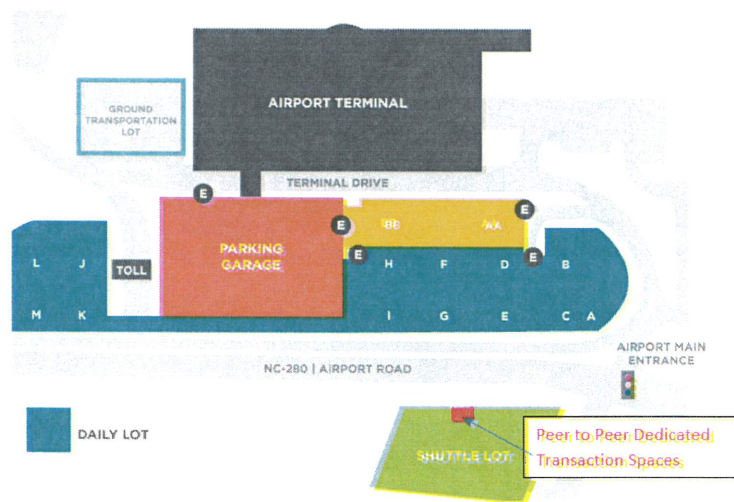 AIRPORT TERMINAL
GROUND
TRANSPORTATION
LOT
TERMINAL DRIVE
E
E
E
BB
AA
PARKING
GARAGE
E
E
L
J
TOLL
H
F
D
B
M
K
I
G
E
C
A
AIRPORT MAIN
ENTRANCE
NC-280 | AIRPORT ROAD
DAILY LOT
SHUTTLE LOT
Peer to Peer Dedicated
Transaction Spaces